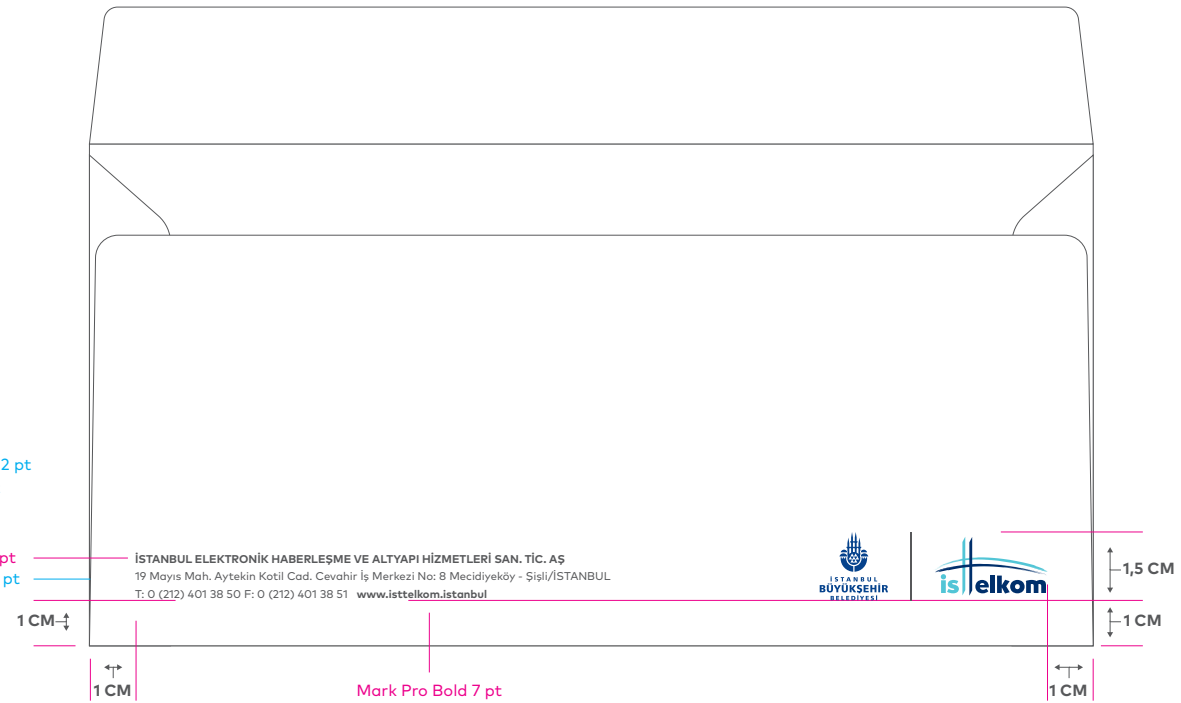 2 pt
pt
İSTANBUL ELEKTRONİK HABERLEŞME VE ALTYAPI HİZMETLERİ SAN. TİC. AŞ
pt
19 Mayıs Mah. Aytekin Kotil Cad. Cevahir İş Merkezi No: 8 Mecidiyeköy - Şişli/İSTANBUL
T: 0 (212) 401 38 50 F: 0 (212) 401 38 51 www.isttelkom.istanbul
İSTANBUL
BÜYÜKŞEHİR
BELEDİYESİ
isttelkom
1,5 CM
1 CM
1 CM
1 CM
Mark Pro Bold 7 pt
1 CM